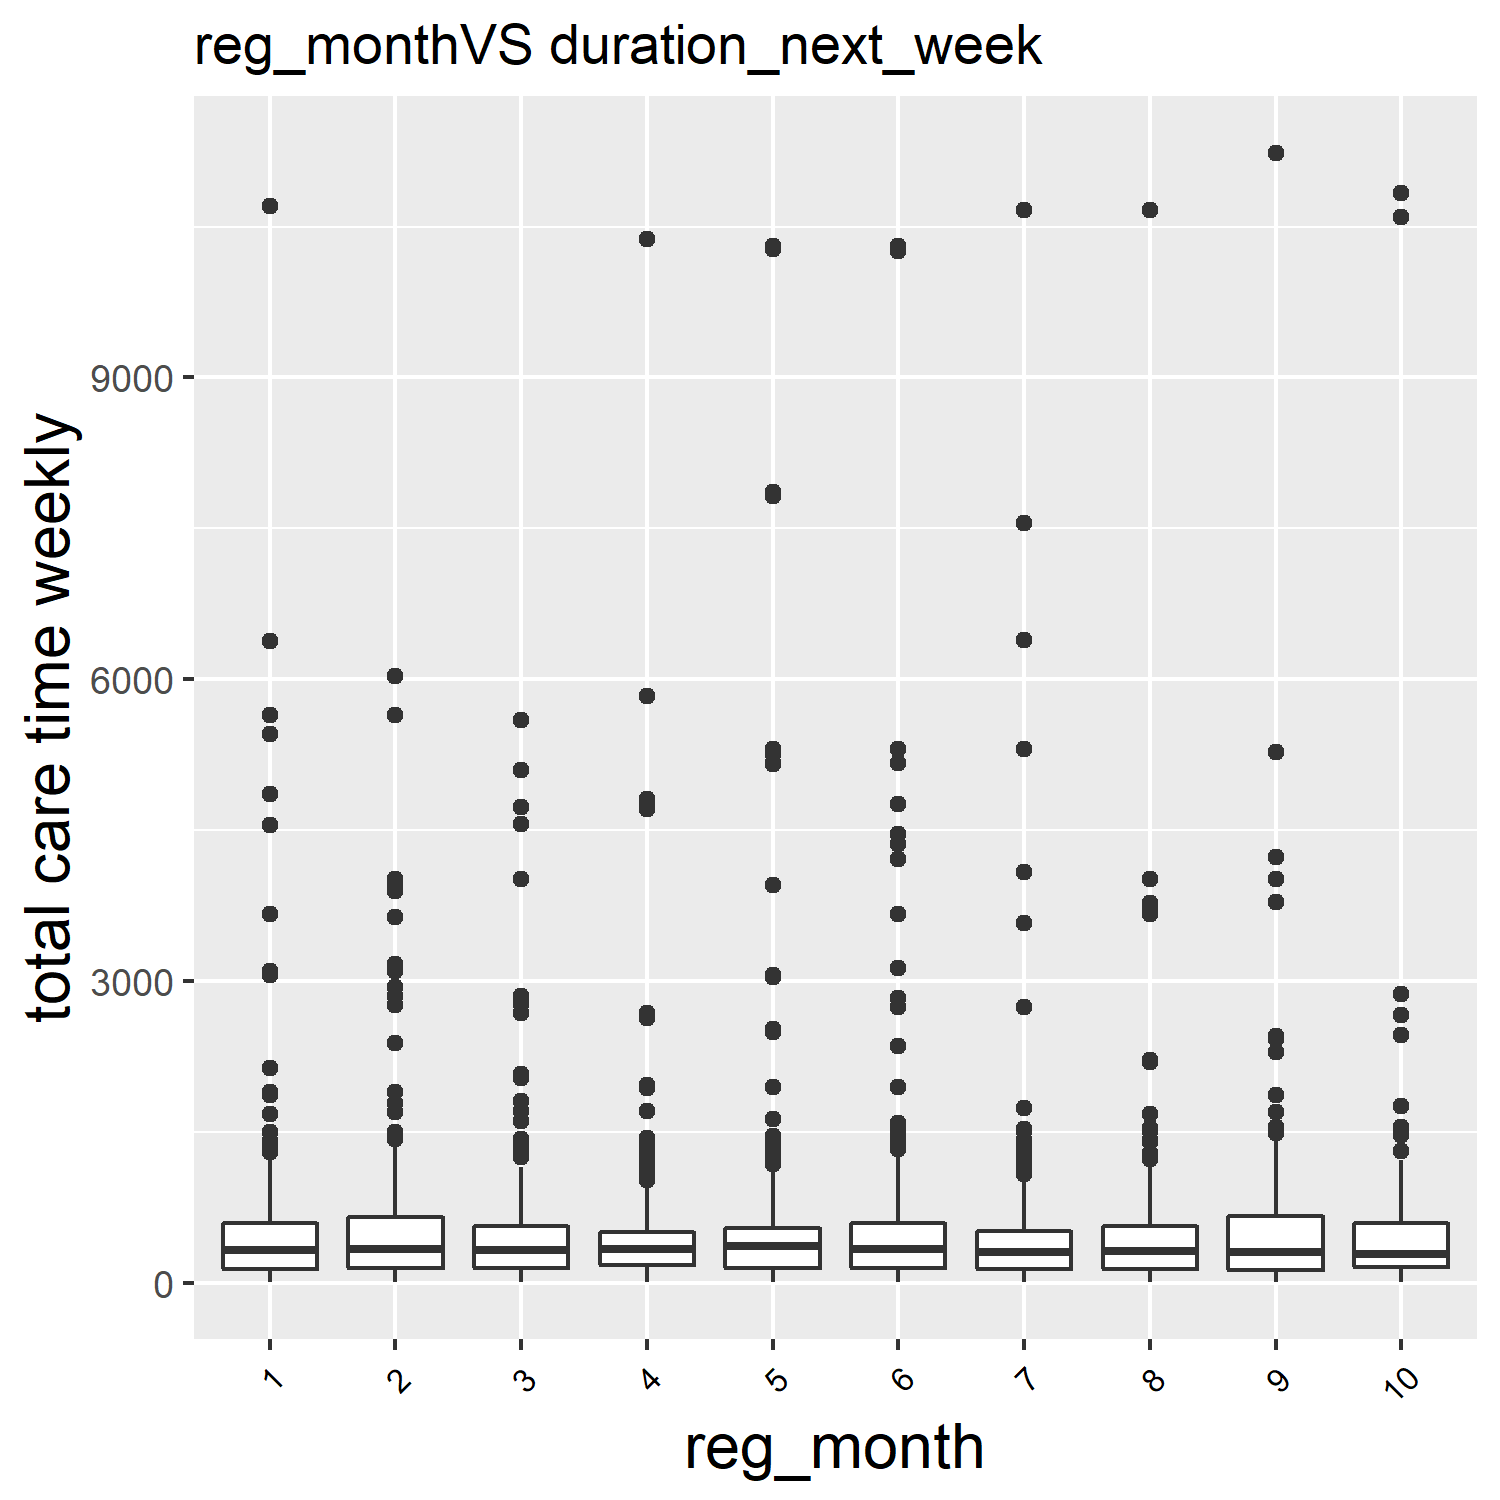 reg_monthVS duration_next_week
total care time weekly
9000
6000
3000
0
1 2 3 4 5 6 7 8 9 10
reg_month